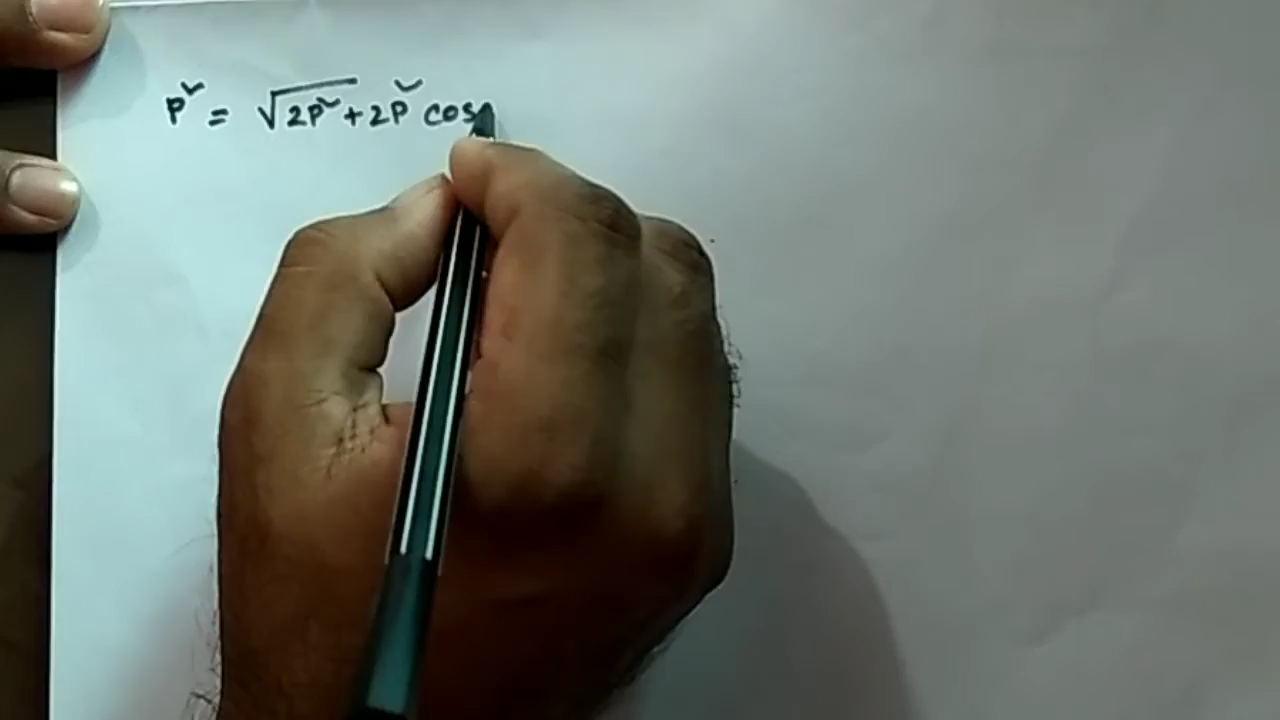 P² = √2P² + 2P² cos